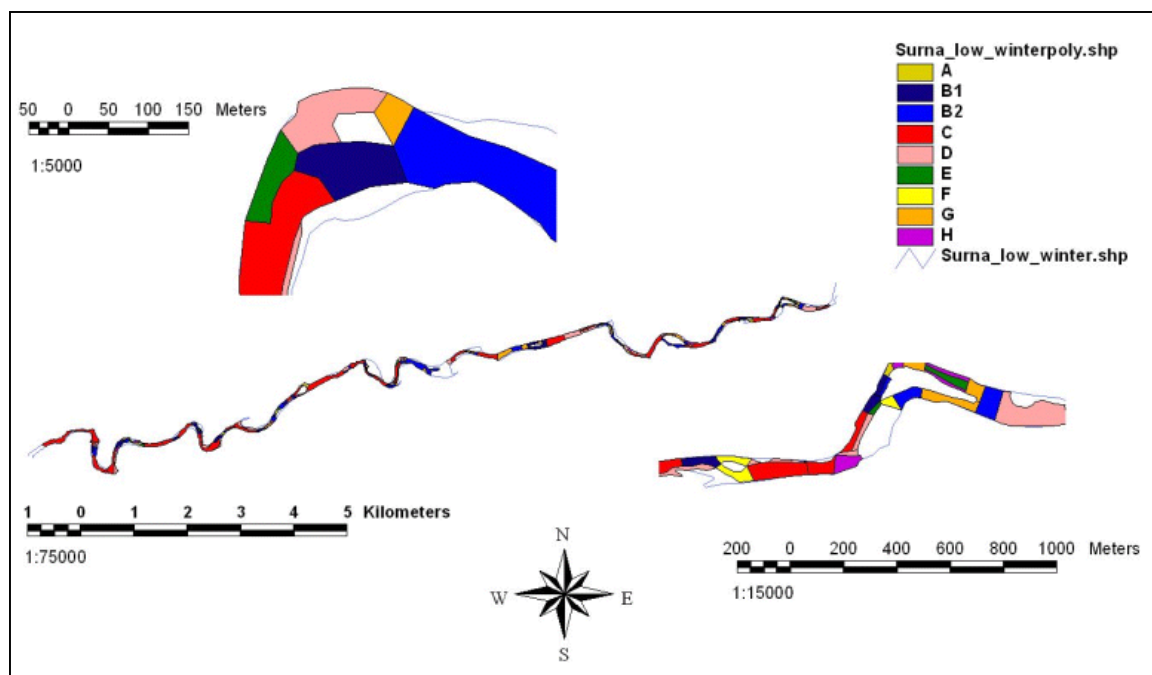 Surna_low_winterpoly.shp
A
B1
B2
C
D
E
F
G
H
Surna_low_winter.shp
50 0 50 100 150 Meters
1:5000
1 0 1 2 3 4 5 Kilometers
1:75000
N
W E
S
200 0 200 400 600 800 1000 Meters
1:15000